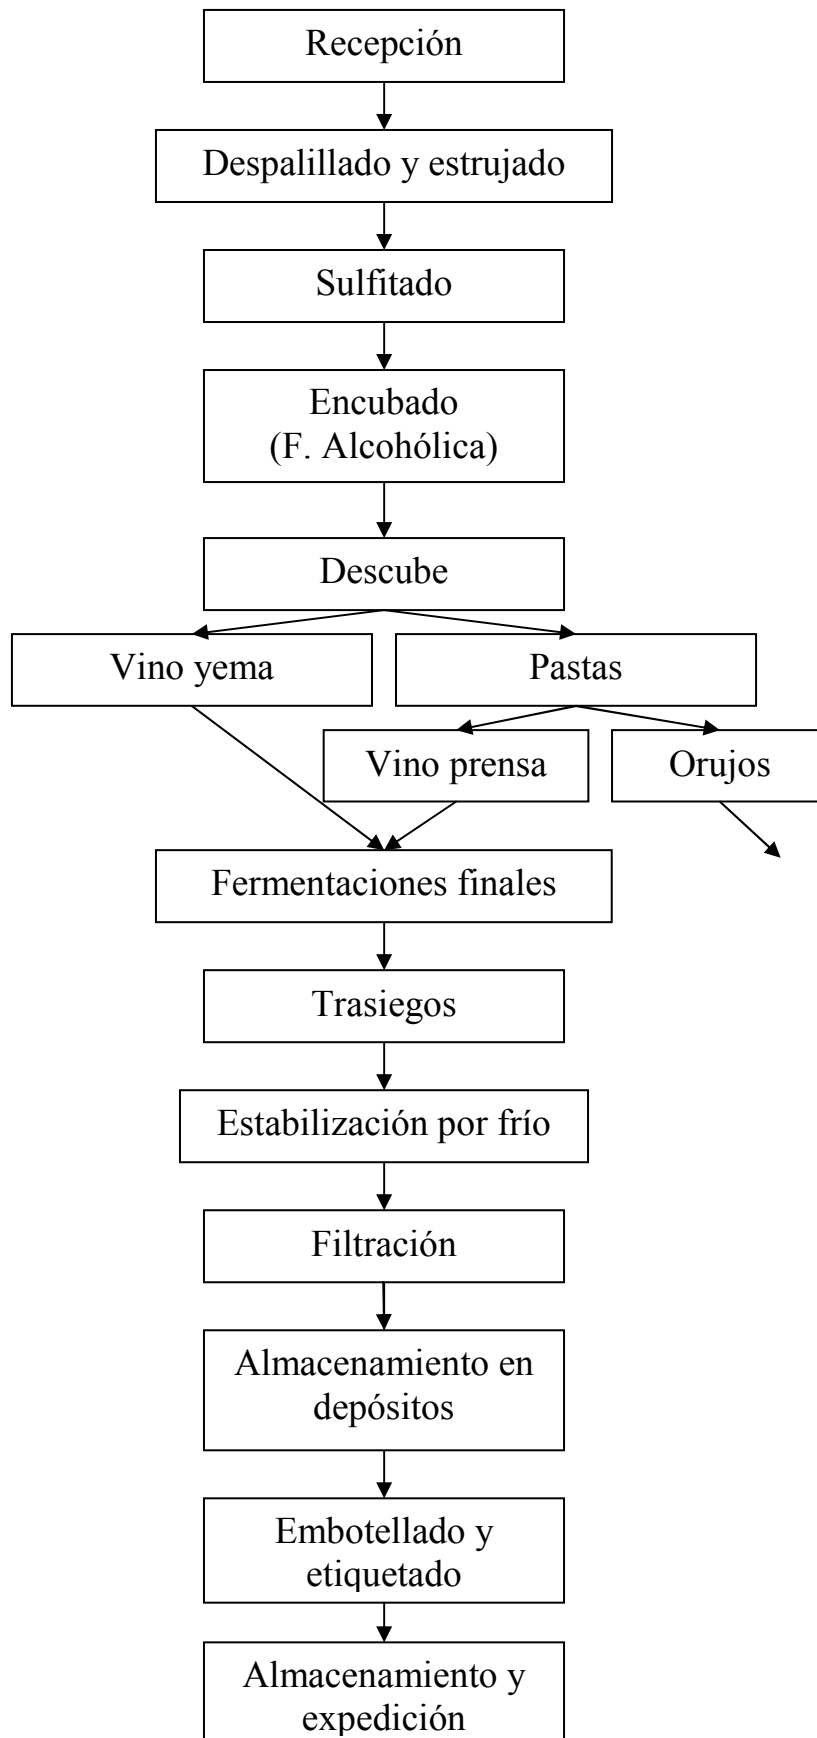 Recepción
Despalillado y estrujado
Sulfitado
Encubado
(F. Alcohólica)
Descube
Vino yema
Pastas
Vino prensa
Orujos
Fermentaciones finales
Trasiegos
Estabilización por frío
Filtración
Almacenamiento en
depósitos
Embotellado y
etiquetado
Almacenamiento y
expedición